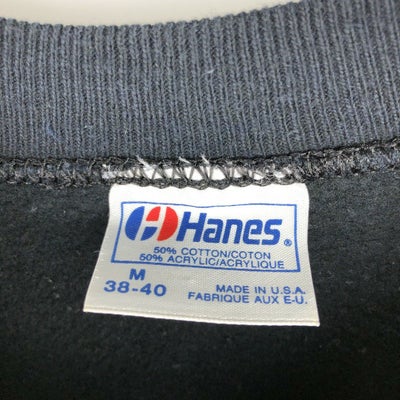 Hanes®
50% COTTON/COTON
50% ACRYLIC/ACRYLIQUE
M
38-40
MADE IN U.S.A.
FABRIQUE AUX E-U.